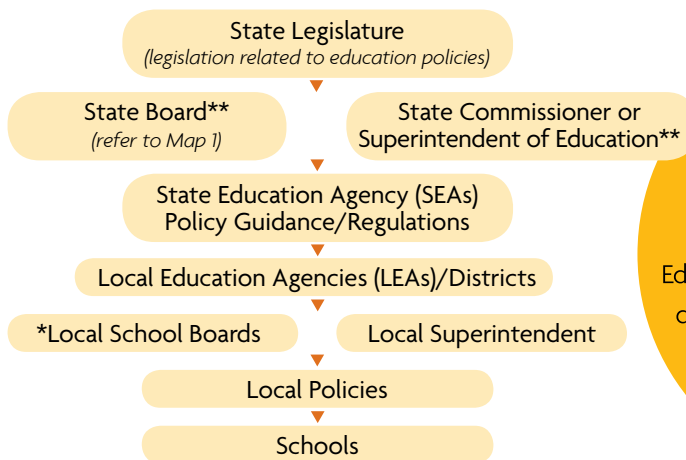 State Legislature
(legislation related to education policies)
State Board**
(refer to Map 1)
State Commissioner or
Superintendent of Education**
State Education Agency (SEAs)
Policy Guidance/Regulations
Local Education Agencies (LEAs)/Districts
*Local School Boards
Local Superintendent
Local Policies
Schools